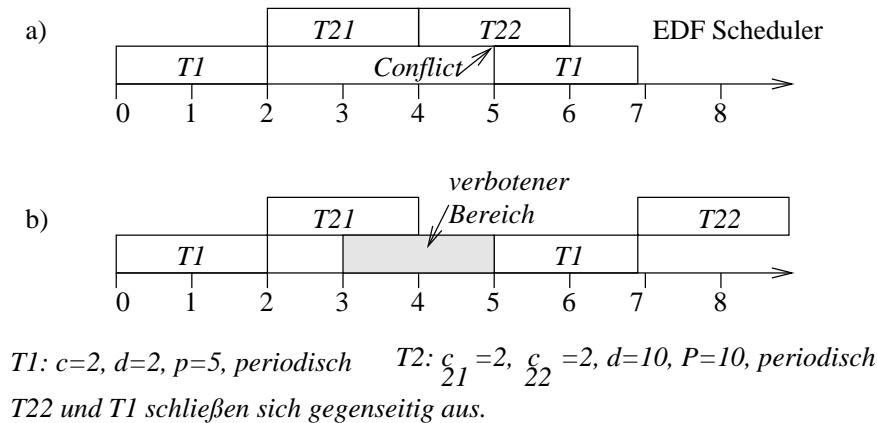 a) T21 T22 EDF Scheduler
T1 Conflict T1
0 1 2 3 4 5 6 7 8
verbotener
b) T21 Bereich T22
T1 T1
0 1 2 3 4 5 6 7 8
T1: c=2, d=2, p=5, periodisch T2: c21 =2, c22 =2, d=10, P=10, periodisch
T22 und T1 schließen sich gegenseitig aus.